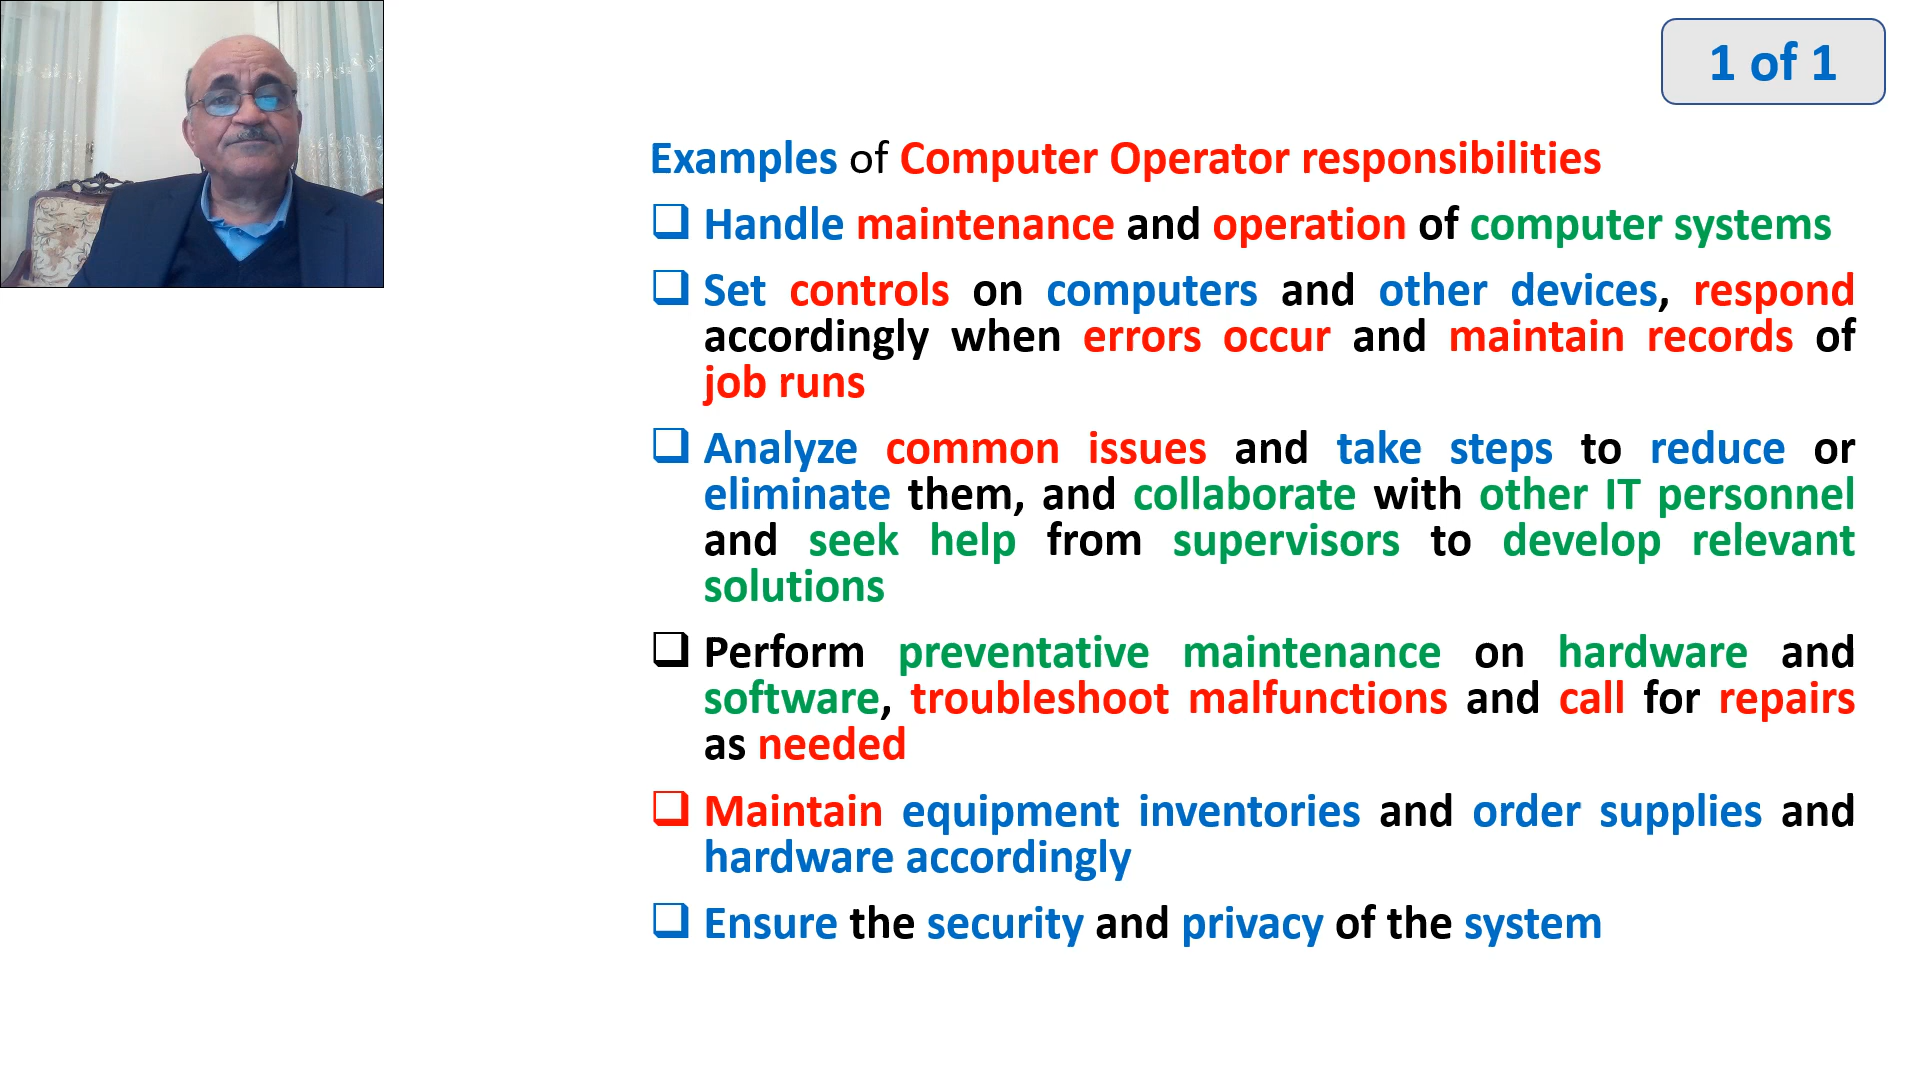 1 of 1
Examples of Computer Operator responsibilities
❑ Handle maintenance and operation of computer systems
❑ Set controls on computers and other devices, respond
accordingly when errors occur and maintain records of
job runs
❑ Analyze common issues and take steps to reduce or
eliminate them, and collaborate with other IT personnel
and seek help from supervisors to develop relevant
solutions
❑ Perform preventative maintenance on hardware and
software, troubleshoot malfunctions and call for repairs
as needed
❑ Maintain equipment inventories and order supplies and
hardware accordingly
❑ Ensure the security and privacy of the system